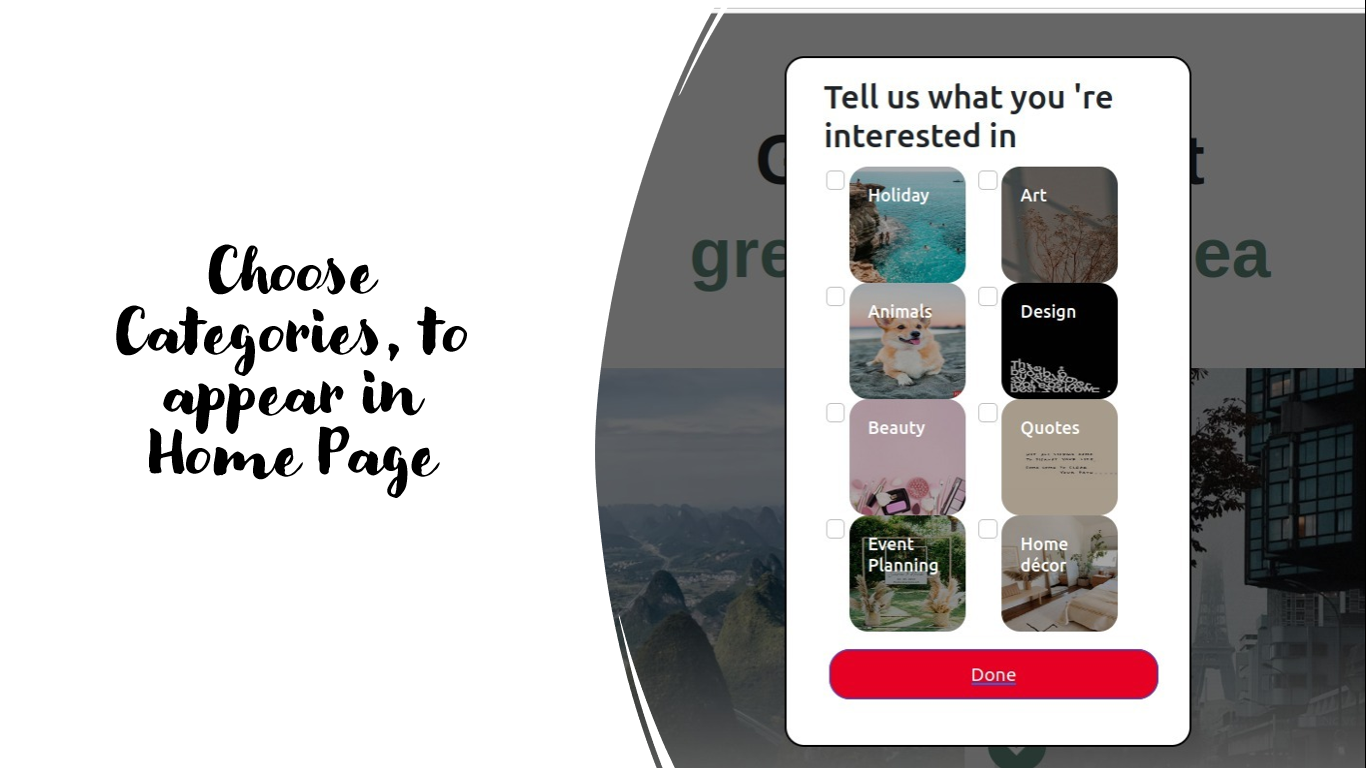 Choose
Categories, to
appear in
Home Page
Tell us what you 're
interested in
Holiday
Art
Animals
Design
Beauty
Quotes
Event
Planning
Home
décor
Done